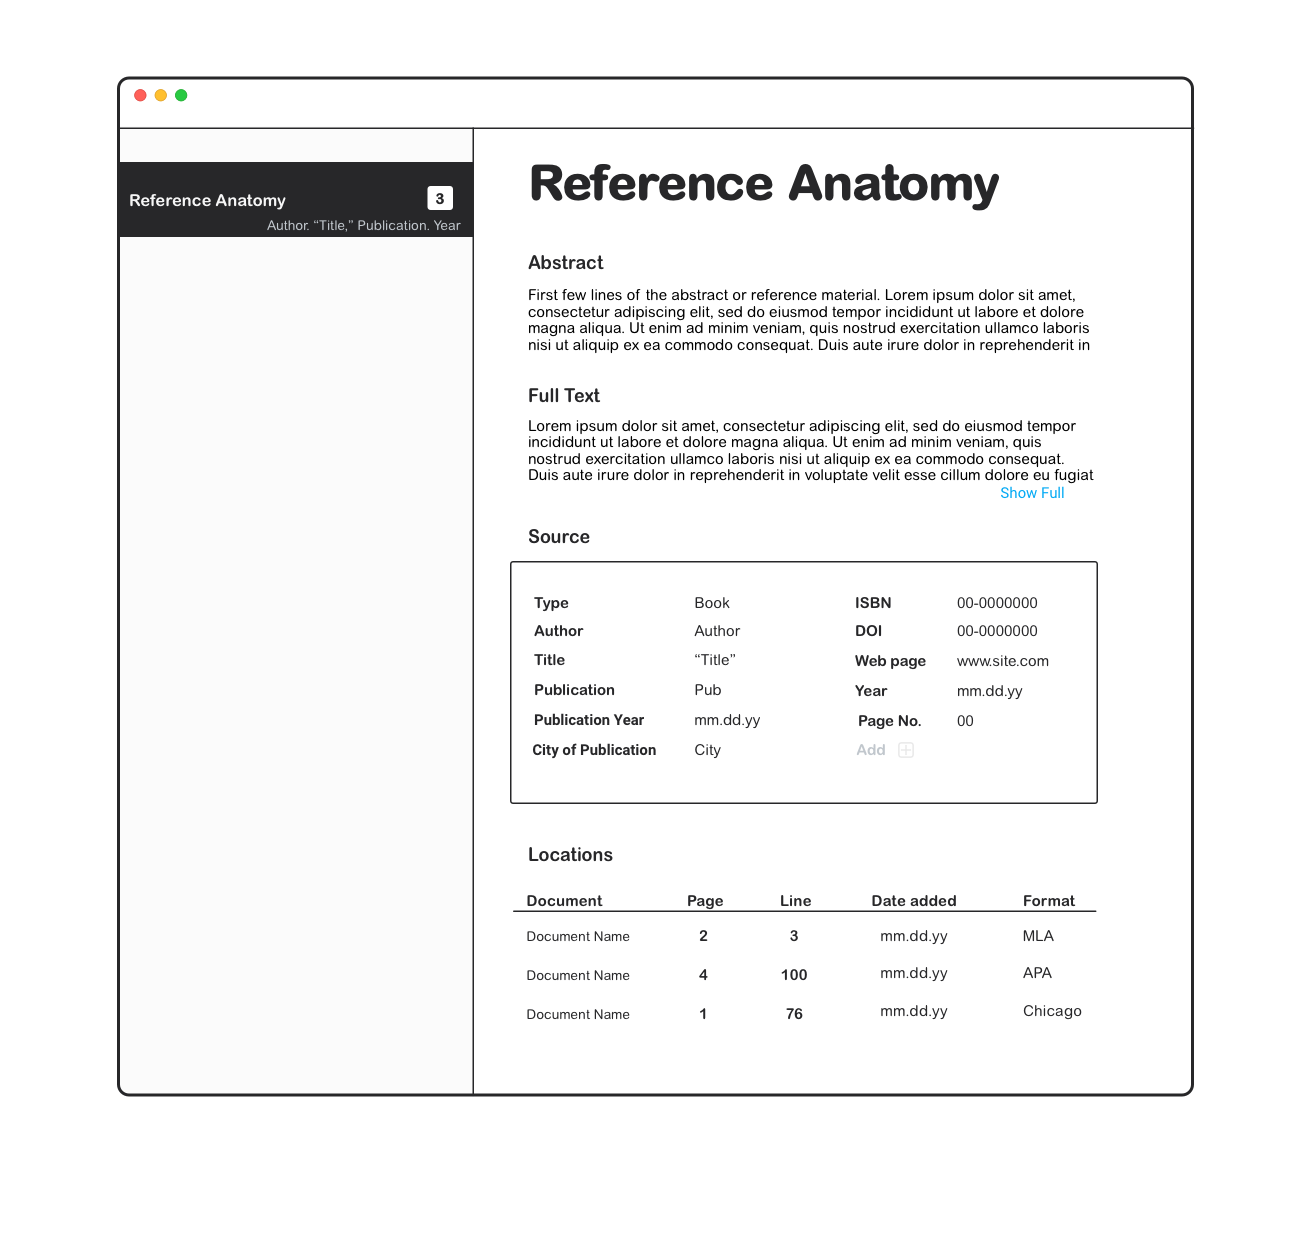 Reference Anatomy 3
Author. “Title,” Publication. Year
Reference Anatomy
Abstract
First few lines of the abstract or reference material. Lorem ipsum dolor sit amet,
consectetur adipiscing elit, sed do eiusmod tempor incididunt ut labore et dolore
magna aliqua. Ut enim ad minim veniam, quis nostrud exercitation ullamco laboris
nisi ut aliquip ex ea commodo consequat. Duis aute irure dolor in reprehenderit in
Full Text
Lorem ipsum dolor sit amet, consectetur adipiscing elit, sed do eiusmod tempor
incididunt ut labore et dolore magna aliqua. Ut enim ad minim veniam, quis
nostrud exercitation ullamco laboris nisi ut aliquip ex ea commodo consequat.
Duis aute irure dolor in reprehenderit in voluptate velit esse cillum dolore eu fugiat
Show Full
Source
Type Book ISBN 00-0000000
Author Author DOI 00-0000000
Title “Title” Web page www.site.com
Publication Pub Year mm.dd.yy
Publication Year mm.dd.yy Page No. 00
City of Publication City Add
Locations
Document Page Line Date added Format
Document Name 2 3 mm.dd.yy MLA
Document Name 4 100 mm.dd.yy APA
Document Name 1 76 mm.dd.yy Chicago